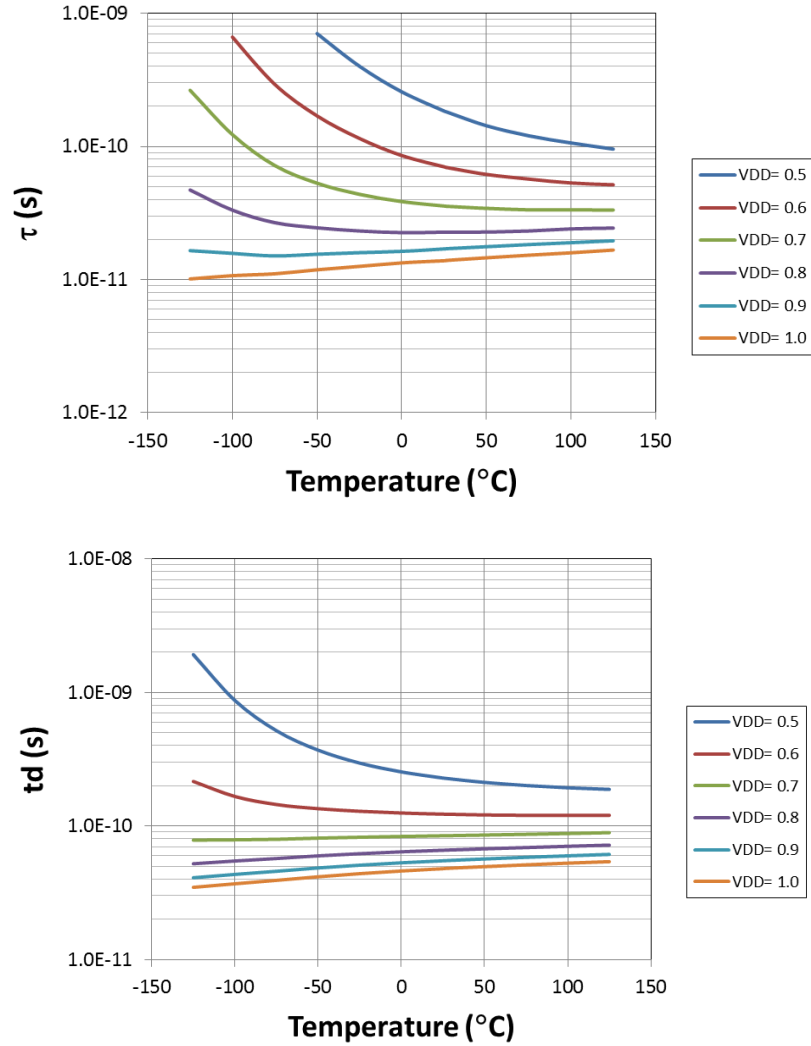 1.0E-09
1.0E-10
1.0E-11
1.0E-12
τ (s)
-150 -100 -50 0 50 100 150
Temperature (°C)
VDD= 0.5
VDD= 0.6
VDD= 0.7
VDD= 0.8
VDD= 0.9
VDD= 1.0
1.0E-08
1.0E-09
1.0E-10
1.0E-11
td (s)
-150 -100 -50 0 50 100 150
Temperature (°C)
VDD= 0.5
VDD= 0.6
VDD= 0.7
VDD= 0.8
VDD= 0.9
VDD= 1.0